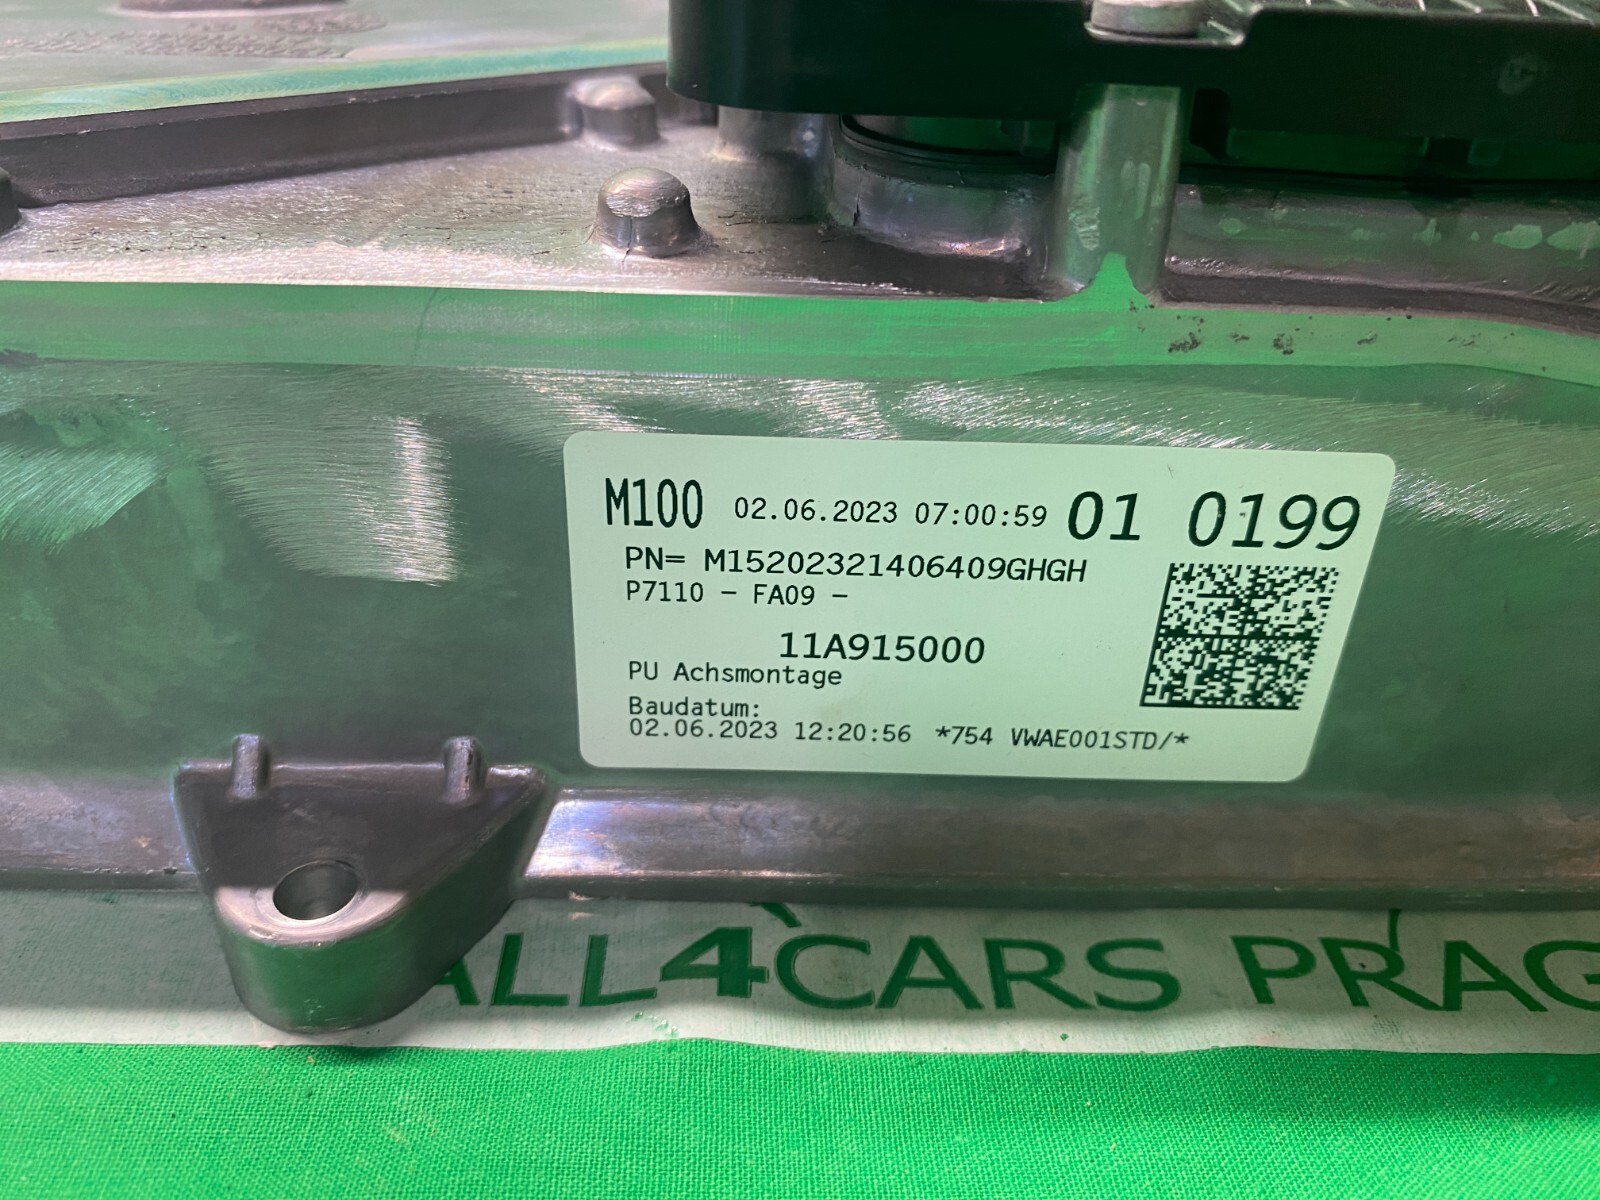 M100 02.06.2023 07:00:59 01 0199
PN= M15202321406409GHGH
P7110 - FA09 -
11A915000
PU Achsmontage
Baudatum:
02.06.2023 12:20:56 *754 VWAE001STD/*
ALL4CARS PRAG